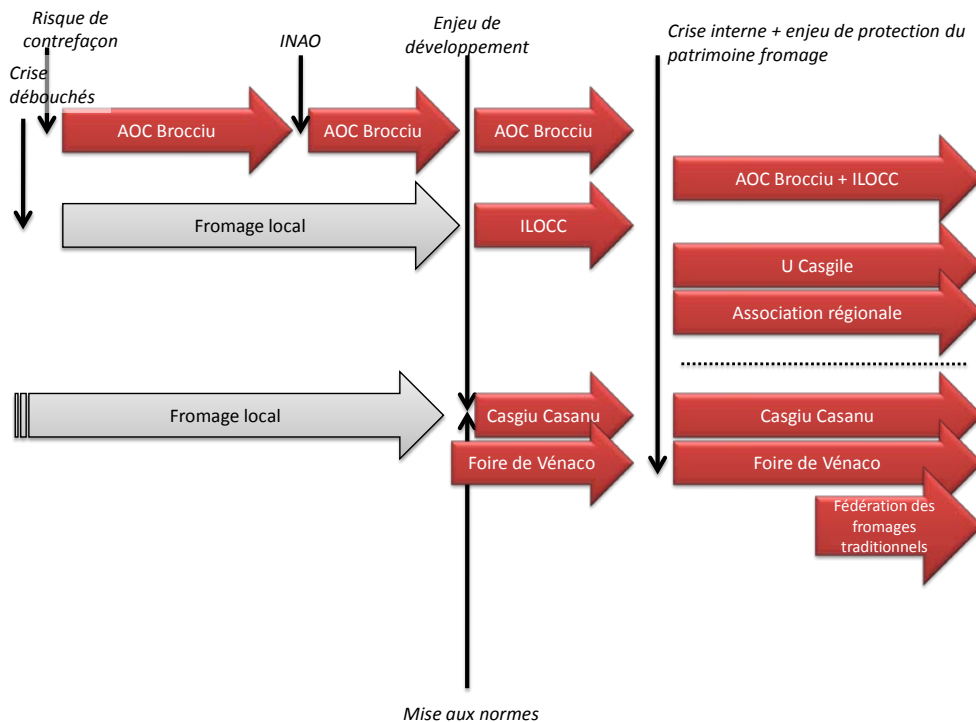 Risque de
contrefaçon
Crise
débouchés
INAO
Enjeu de
développement
Crise interne + enjeu de protection du
patrimoine fromage
AOC Brocciu
AOC Brocciu
AOC Brocciu
AOC Brocciu + ILOCC
Fromage local
ILOCC
U Casgile
Association régionale
Fromage local
Casgiu Casanu
Casgiu Casanu
Foire de Vénaco
Foire de Vénaco
Fédération des
fromages
traditionnels
Mise aux normes